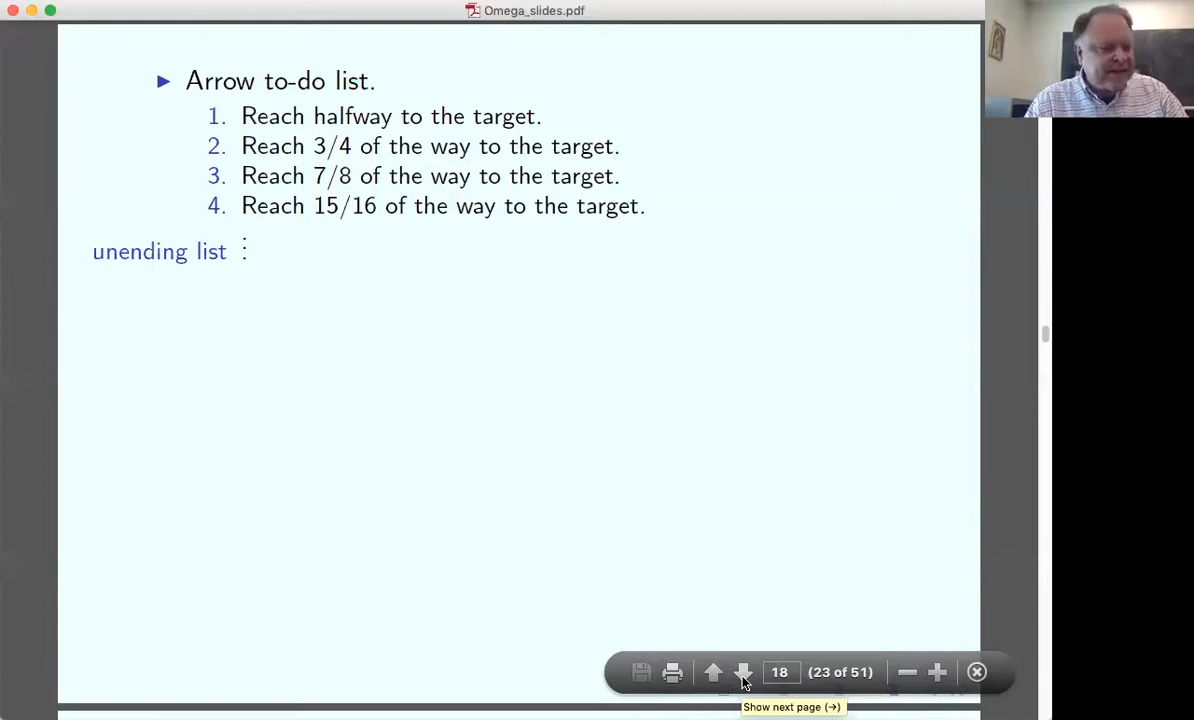 Omega_slides.pdf
▶ Arrow to-do list.
1. Reach halfway to the target.
2. Reach 3/4 of the way to the target.
3. Reach 7/8 of the way to the target.
4. Reach 15/16 of the way to the target.
unending list ⋮
18 (23 of 51)
Show next page (→)